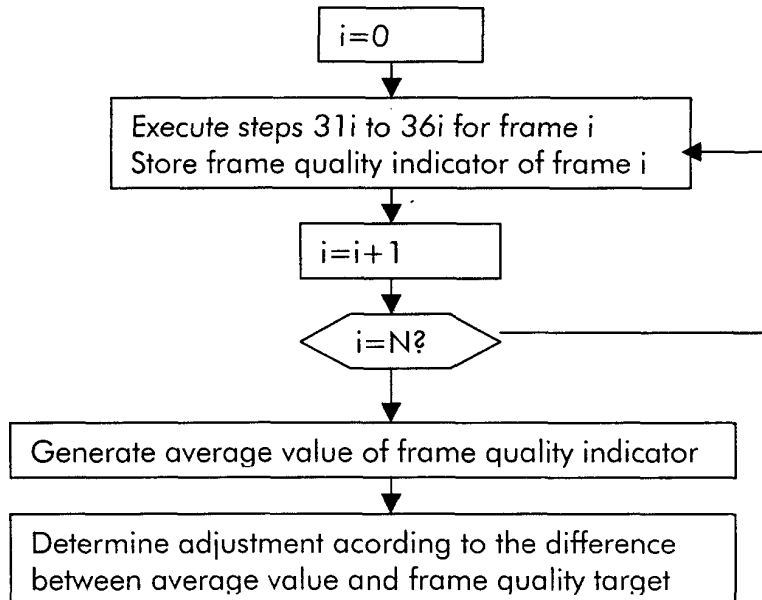 i=0
Execute steps 31i to 36i for frame i
Store frame quality indicator of frame i
i=i+1
i=N?
Generate average value of frame quality indicator
Determine adjustment acording to the difference
between average value and frame quality target